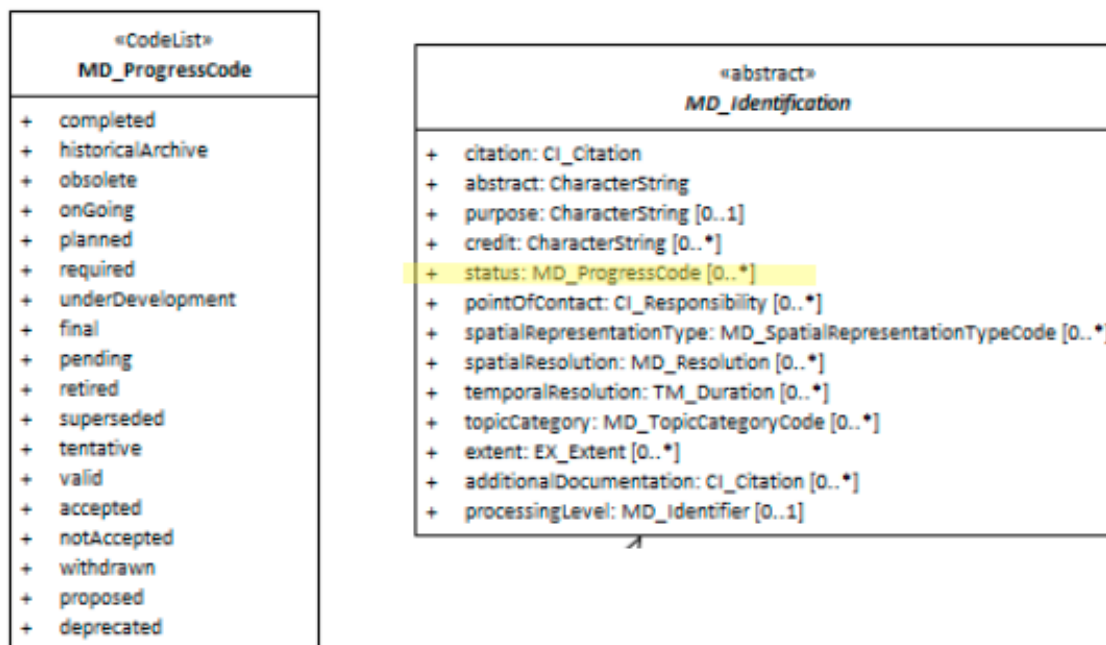 «CodeList»
MD_ProgressCode
+ completed
+ historicalArchive
+ obsolete
+ onGoing
+ planned
+ required
+ underDevelopment
+ final
+ pending
+ retired
+ superseded
+ tentative
+ valid
+ accepted
+ notAccepted
+ withdrawn
+ proposed
+ deprecated
«abstract»
MD_Identification
+ citation: CI_Citation
+ abstract: CharacterString
+ purpose: CharacterString [0..1]
+ credit: CharacterString [0..*]
+ status: MD_ProgressCode [0..*]
+ pointOfContact: CI_Responsibility [0..*]
+ spatialRepresentationType: MD_SpatialRepresentationTypeCode [0..*]
+ spatialResolution: MD_Resolution [0..*]
+ temporalResolution: TM_Duration [0..*]
+ topicCategory: MD_TopicCategoryCode [0..*]
+ extent: EX_Extent [0..*]
+ additionalDocumentation: CI_Citation [0..*]
+ processingLevel: MD_Identifier [0..1]